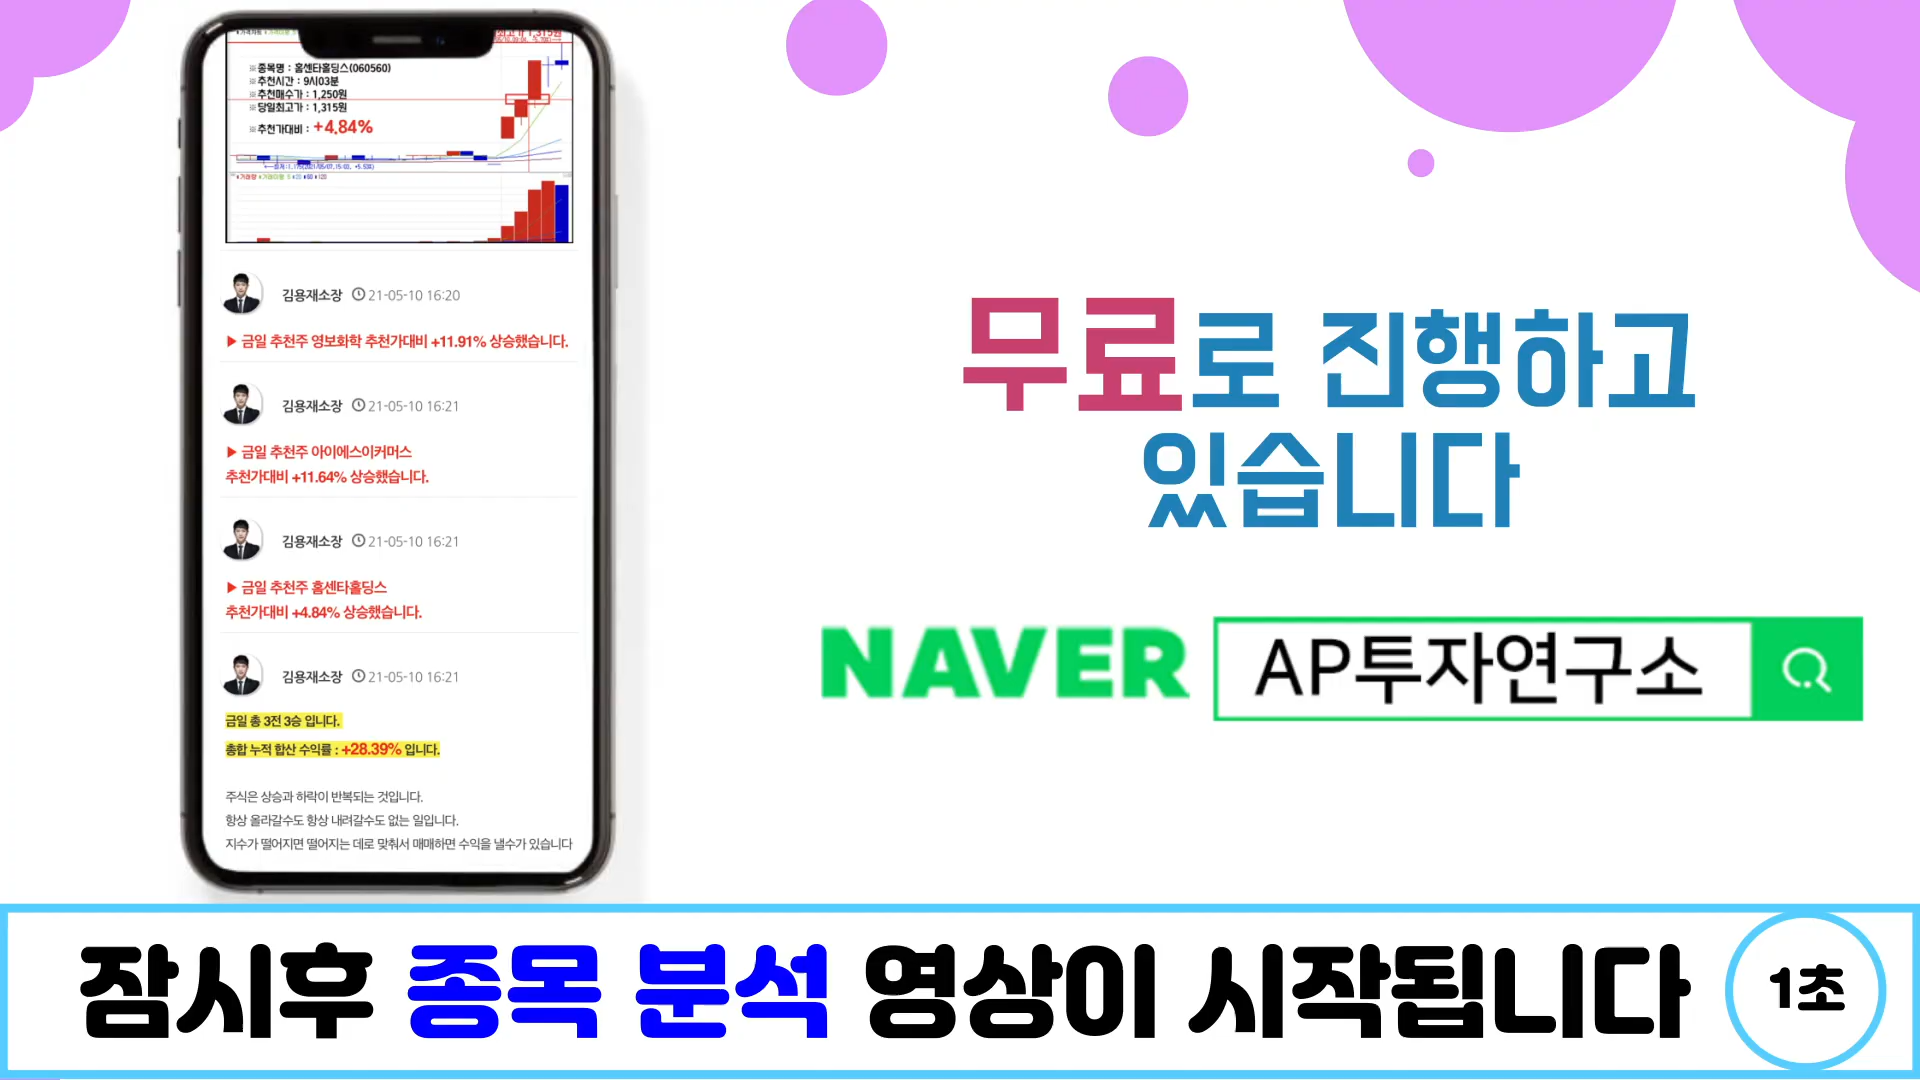 ※종목명 : 홈센타홀딩스(060560)
※추천시간 : 9시03분
※추천매수가 : 1,250원
※당일최고가 : 1,315원
※추천가대비 : +4.84%
김용재소장 21-05-10 16:20
▶ 금일 추천주 영보화학 추천가대비 +11.91% 상승했습니다.
김용재소장 21-05-10 16:21
▶ 금일 추천주 아이에스이커머스
추천가대비 +11.64% 상승했습니다.
김용재소장 21-05-10 16:21
▶ 금일 추천주 홈센타홀딩스
추천가대비 +4.84% 상승했습니다.
김용재소장 21-05-10 16:21
금일 총 3전 3승 입니다.
총합 누적 합산 수익률 : +28.39% 입니다.
주식은 상승과 하락이 반복되는 것입니다.
항상 올라갈수도 항상 내려갈수도 없는 일입니다.
지수가 떨어지면 떨어지는 데로 맞춰서 매매하면 수익을 낼수가 있습니다
무료로 진행하고
있습니다
NAVER AP투자연구소
잠시후 종목 분석 영상이 시작됩니다 1초